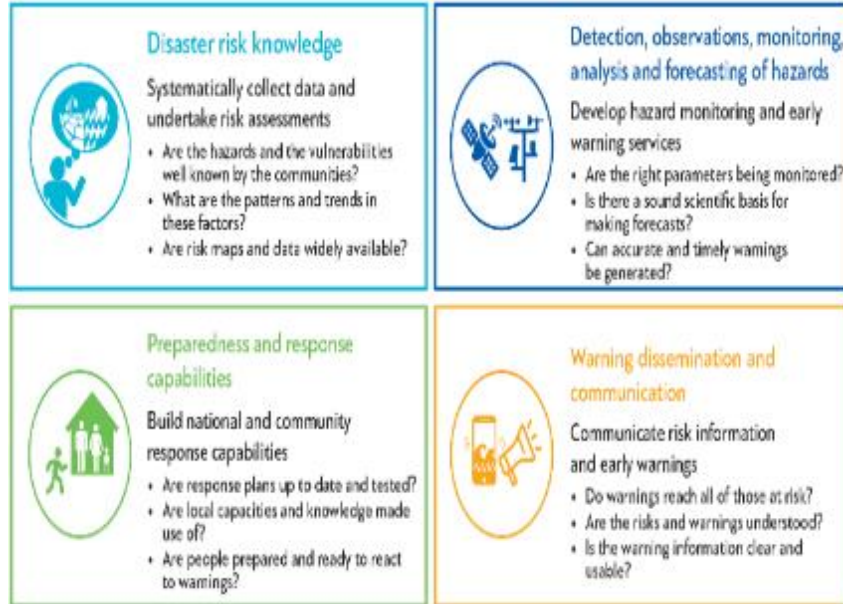 Disaster risk knowledge
Systematically collect data and
undertake risk assessments
• Are the hazards and the vulnerabilities
well known by the communities?
• What are the patterns and trends in
these factors?
• Are risk maps and data widely available?
Detection, observations, monitoring,
analysis and forecasting of hazards
Develop hazard monitoring and early
warning services
• Are the right parameters being monitored?
• Is there a sound scientific basis for
making forecasts?
• Can accurate and timely warnings
be generated?
Preparedness and response
capabilities
Build national and community
response capabilities
• Are response plans up to date and tested?
• Are local capacities and knowledge made
use of?
• Are people prepared and ready to react
to warnings?
Warning dissemination and
communication
Communicate risk information
and early warnings
• Do warnings reach all of those at risk?
• Are the risks and warnings understood?
• Is the warning information clear and
usable?